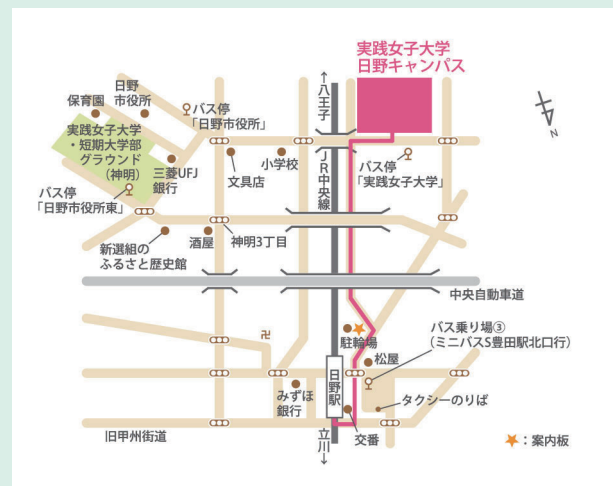 実践女子大学
日野キャンパス
←八王子
JR中央線
日野
市役所
保育園
バス停
「日野市役所」
実践女子大学
・短期大学部
グラウンド
(神明)
三菱UFJ
銀行
バス停
「日野市役所東」
文具店
小学校
バス停
「実践女子大学」
N
新選組の
ふるさと歴史館
酒屋
神明3丁目
中央自動車道
卍
駐輪場
バス乗り場③
(ミニバスS豊田駅北口行)
松屋
日野駅
みずほ
銀行
タクシーのりば
旧甲州街道
立川→
交番
★:案内板